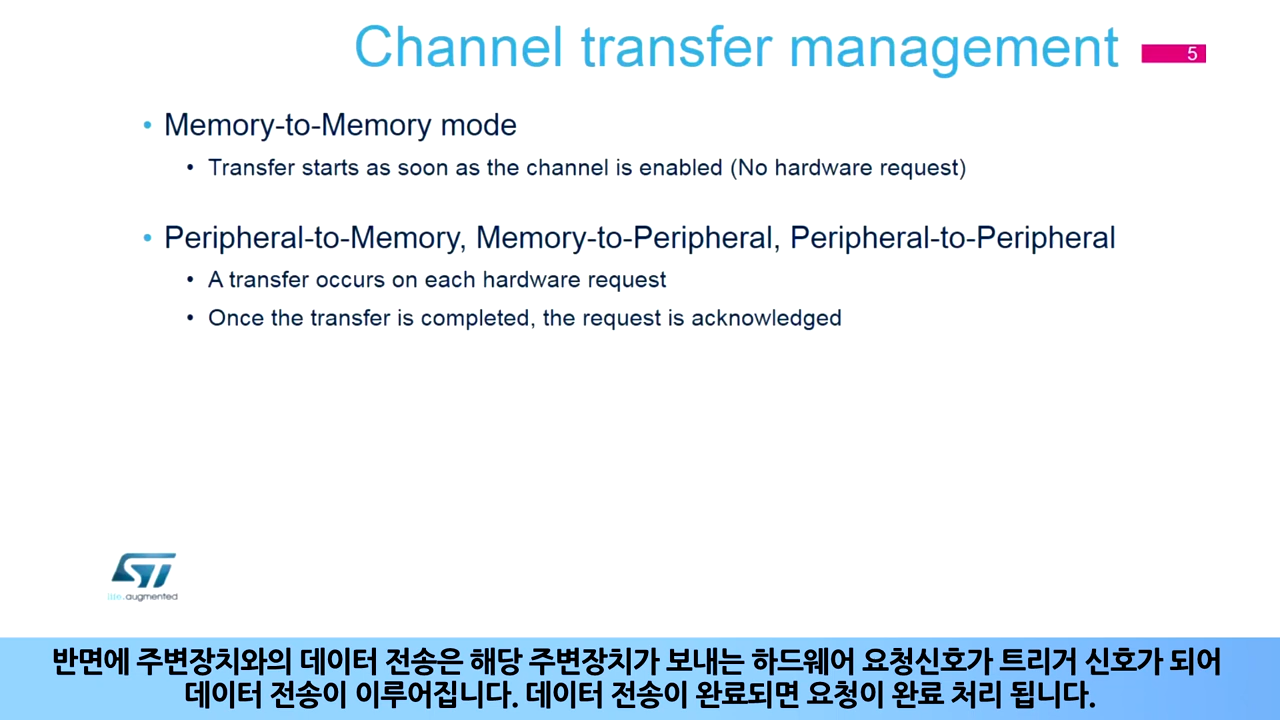 Channel transfer management
5
• Memory-to-Memory mode
• Transfer starts as soon as the channel is enabled (No hardware request)
• Peripheral-to-Memory, Memory-to-Peripheral, Peripheral-to-Peripheral
• A transfer occurs on each hardware request
• Once the transfer is completed, the request is acknowledged
ST
life.augmented
반면에 주변장치와의 데이터 전송은 해당 주변장치가 보내는 하드웨어 요청신호가 트리거 신호가 되어
데이터 전송이 이루어집니다. 데이터 전송이 완료되면 요청이 완료 처리 됩니다.